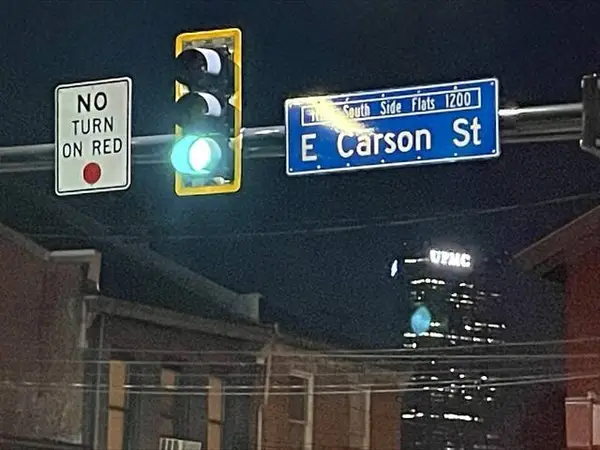 NO
TURN
ON RED
South Side Flats 1200
E Carson St
UPMC